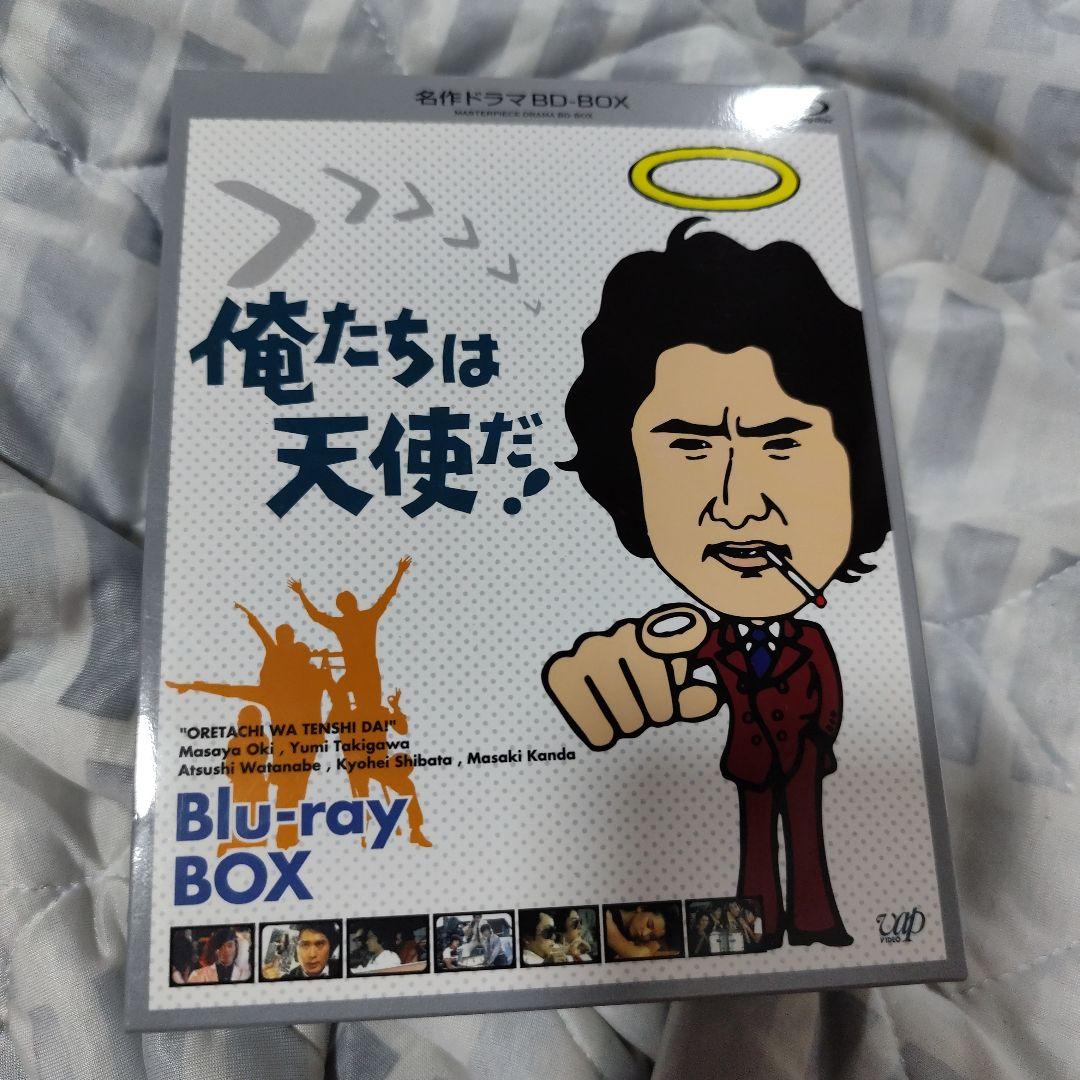 名作ドラマBD-BOX
MASTERPIECE DRAMA BD-BOX
俺たちは
天使だ!
"ORETACHI WA TENSHI DA!"
Masaya Oki , Yumi Takigawa
Atsushi Watanabe , Kyohei Shibata , Masaki Kanda
Blu-ray
BOX
vap
VIDEO